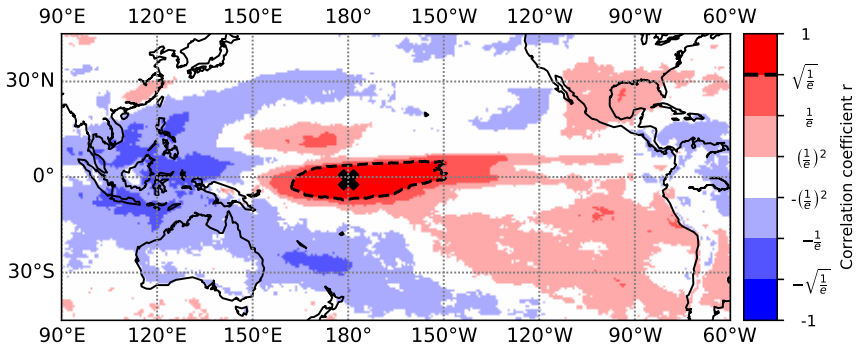 90°E 120°E 150°E 180° 150°W 120°W 90°W 60°W
30°N
0°
30°S
90°E 120°E 150°E 180° 150°W 120°W 90°W 60°W
1
√(1/e)
1/e
(1/e)²
-(1/e)²
−1/e
−√(1/e)
-1
Correlation coefficient r